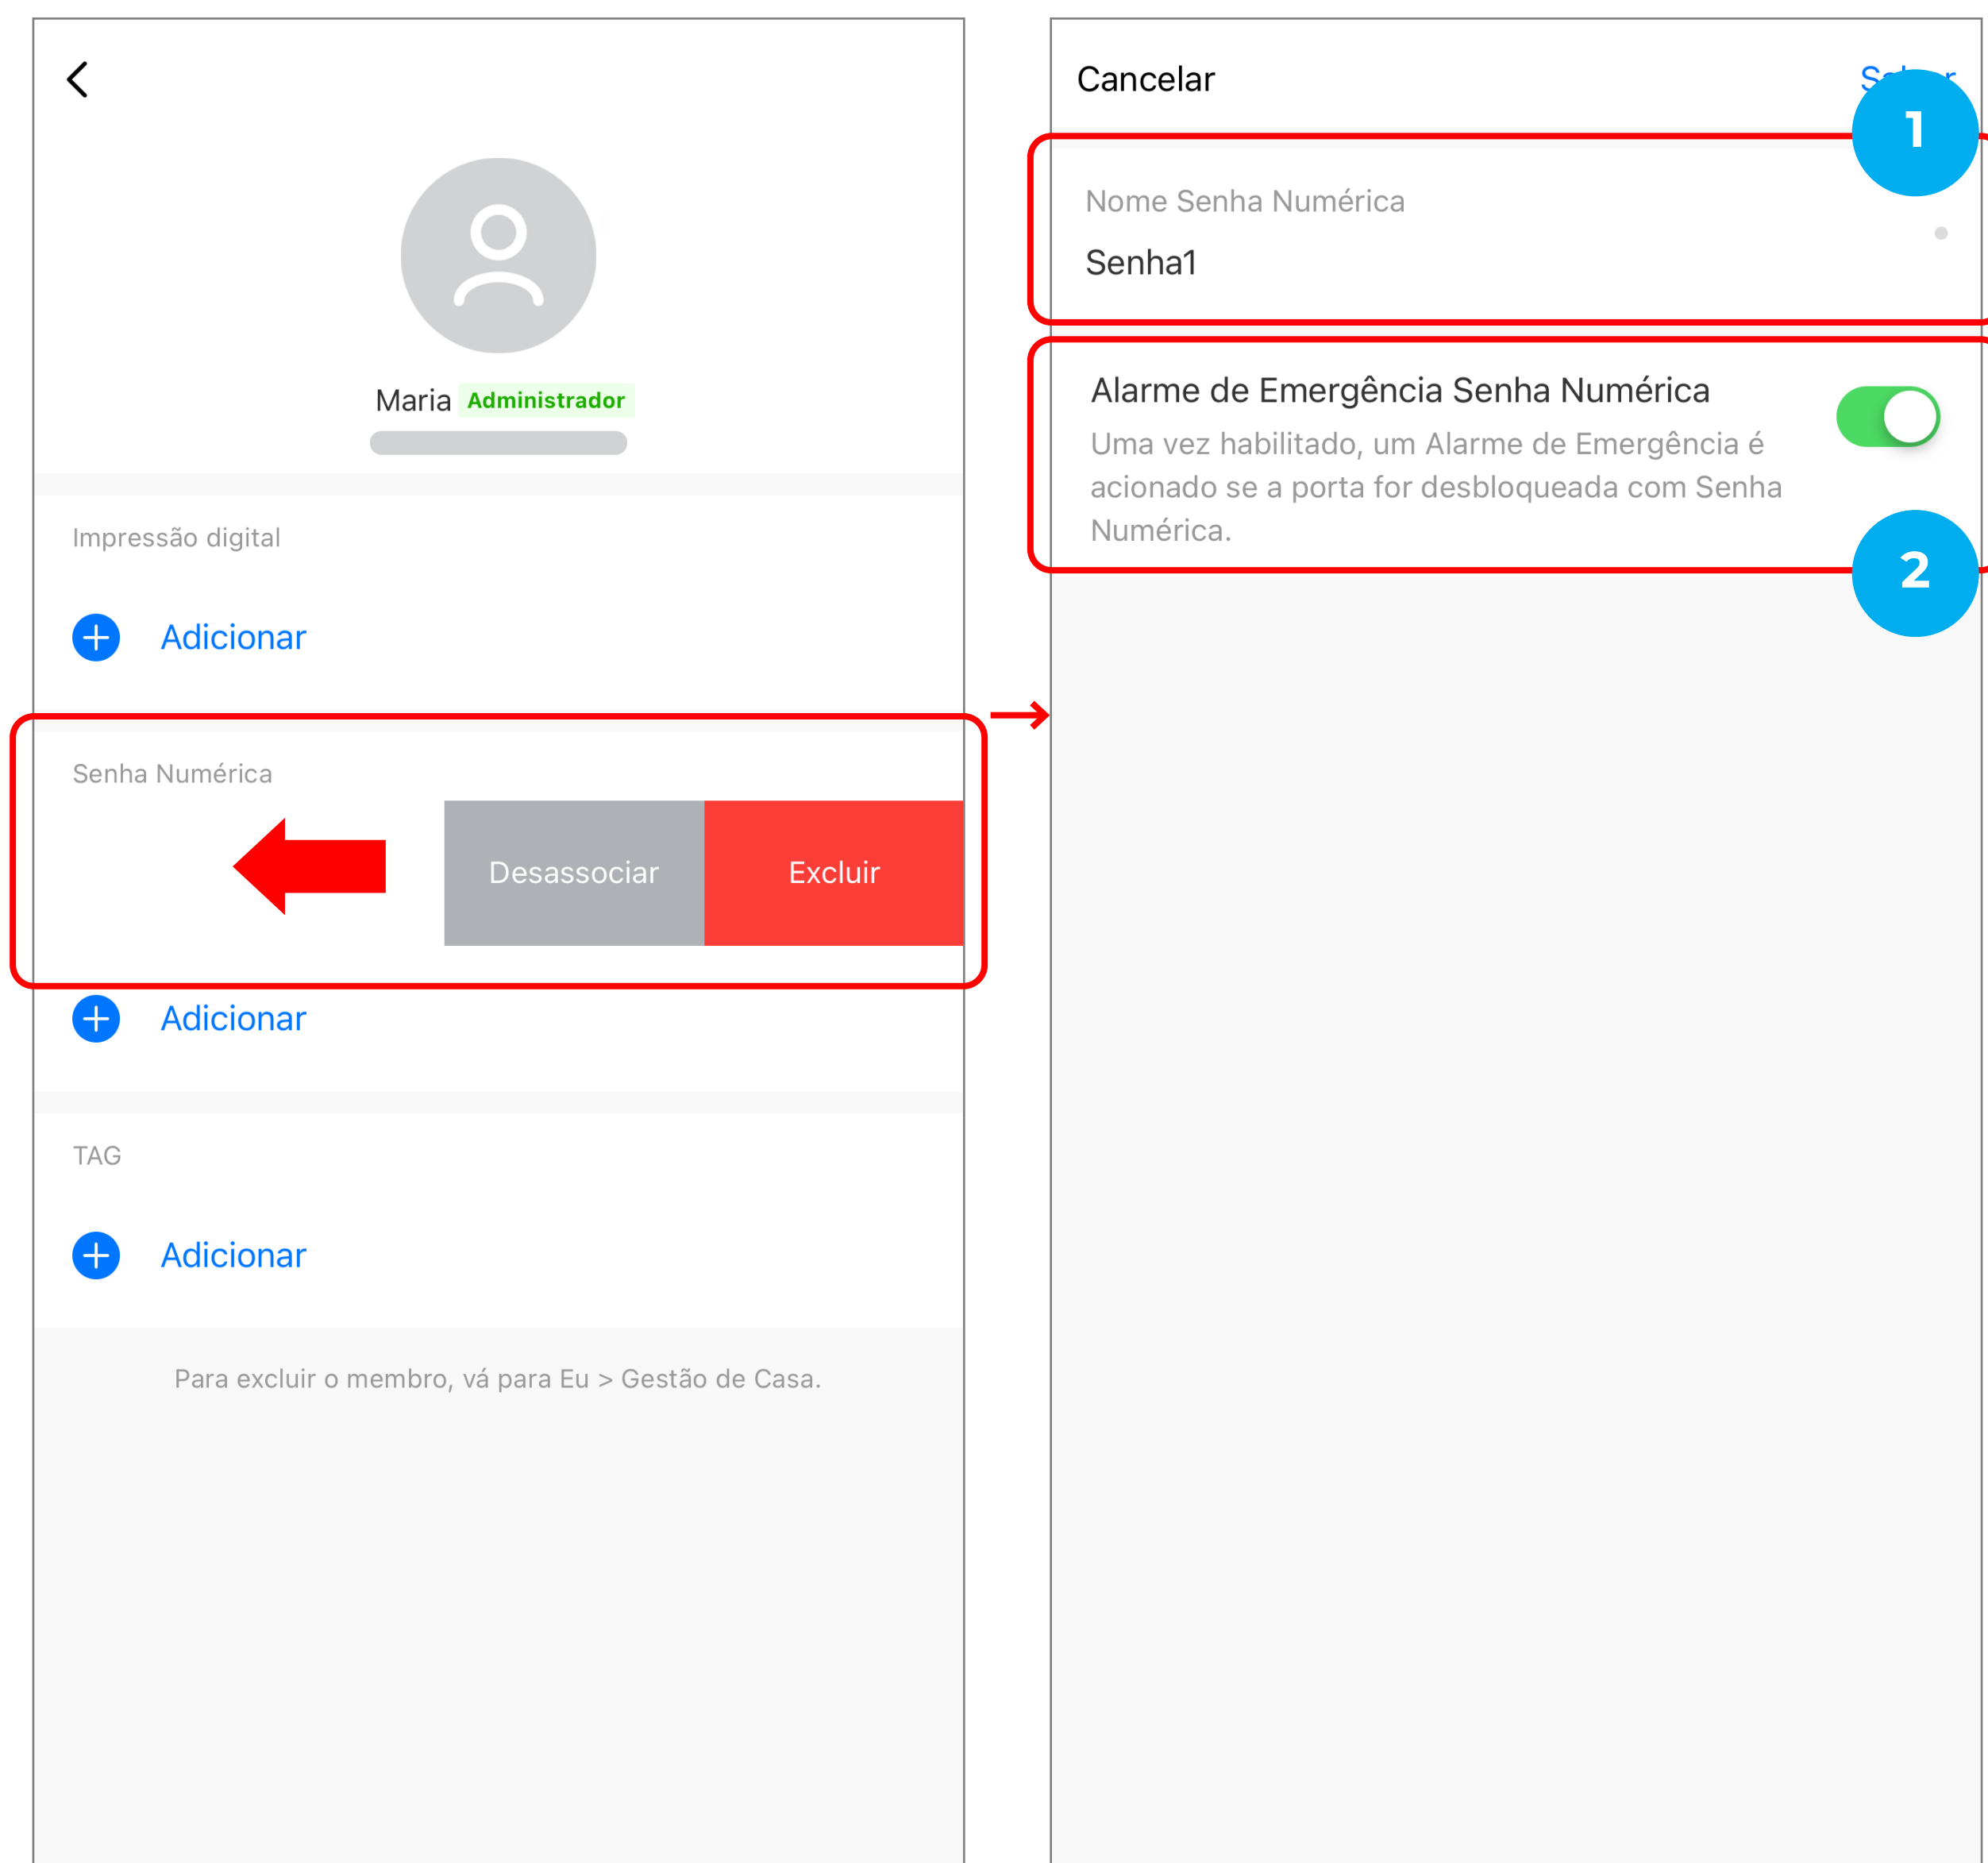 Maria Administrador
Impressão digital
Adicionar
Senha Numérica
Desassociar Excluir
Adicionar
TAG
Adicionar
Para excluir o membro, vá para Eu > Gestão de Casa.
Cancelar
1
Nome Senha Numérica
Senha1
Alarme de Emergência Senha Numérica
Uma vez habilitado, um Alarme de Emergência é
acionado se a porta for desbloqueada com Senha
Numérica.
2